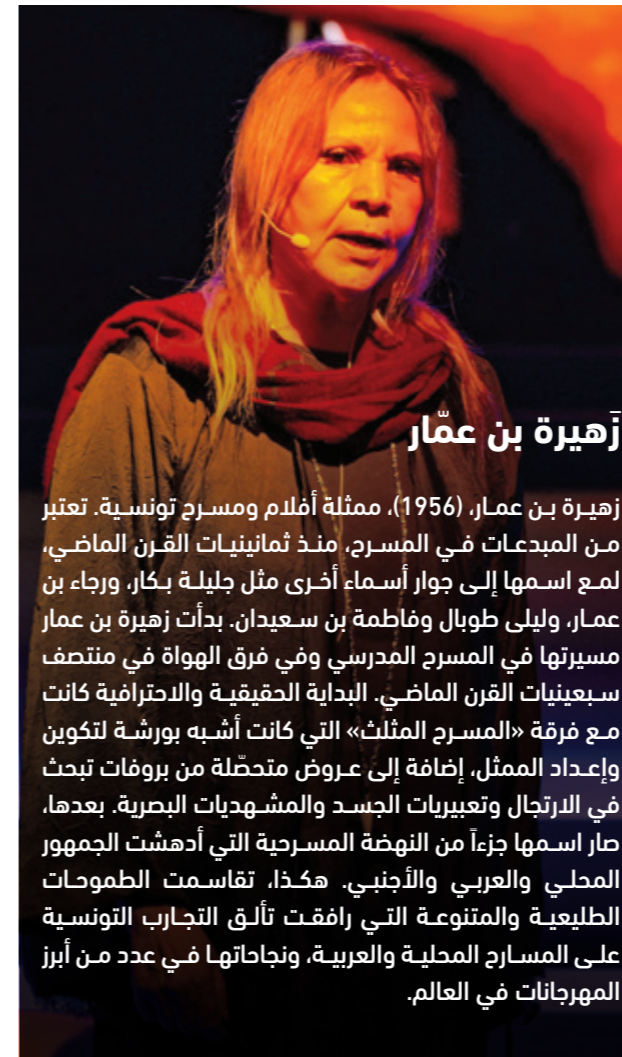 زَهيرة بن عمّار
زهيرة بن عمار، (1956)، ممثلة أفلام ومسرح تونسية. تعتبر
من المبدعات في المسرح، منذ ثمانينيات القرن الماضي،
لمع اسمها إلى جوار أسماء أخرى مثل جليلة بكار، ورجاء بن
عمار، وليلى طوبال وفاطمة بن سعيدان. بدأت زهيرة بن عمار
مسيرتها في المسرح المدرسي وفي فرق الهواة في منتصف
سبعينيات القرن الماضي. البداية الحقيقية والاحترافية كانت
مع فرقة «المسرح المثلث» التي كانت أشبه بورشة لتكوين
وإعداد الممثل، إضافة إلى عروض متحصّلة من بروفات تبحث
في الارتجال وتعبيريات الجسد والمشهديات البصرية. بعدها،
صار اسمها جزءاً من النهضة المسرحية التي أدهشت الجمهور
المحلي والعربي والأجنبي. هكذا، تقاسمت الطموحات
الطليعية والمتنوعة التي رافقت تألق التجارب التونسية
على المسارح المحلية والعربية، ونجاحاتها في عدد من أبرز
المهرجانات في العالم.